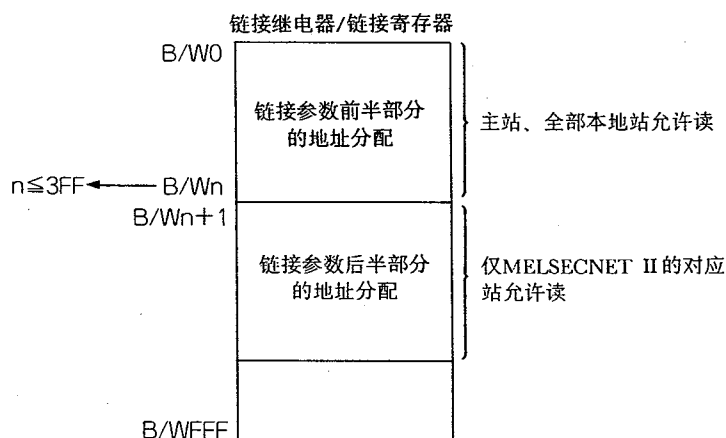 链接继电器/链接寄存器
B/W0
链接参数前半部分
的地址分配
主站、全部本地站允许读
n≦3FF
B/Wn
B/Wn+1
链接参数后半部分
的地址分配
仅MELSECNET II的对应
站允许读
B/WFFF